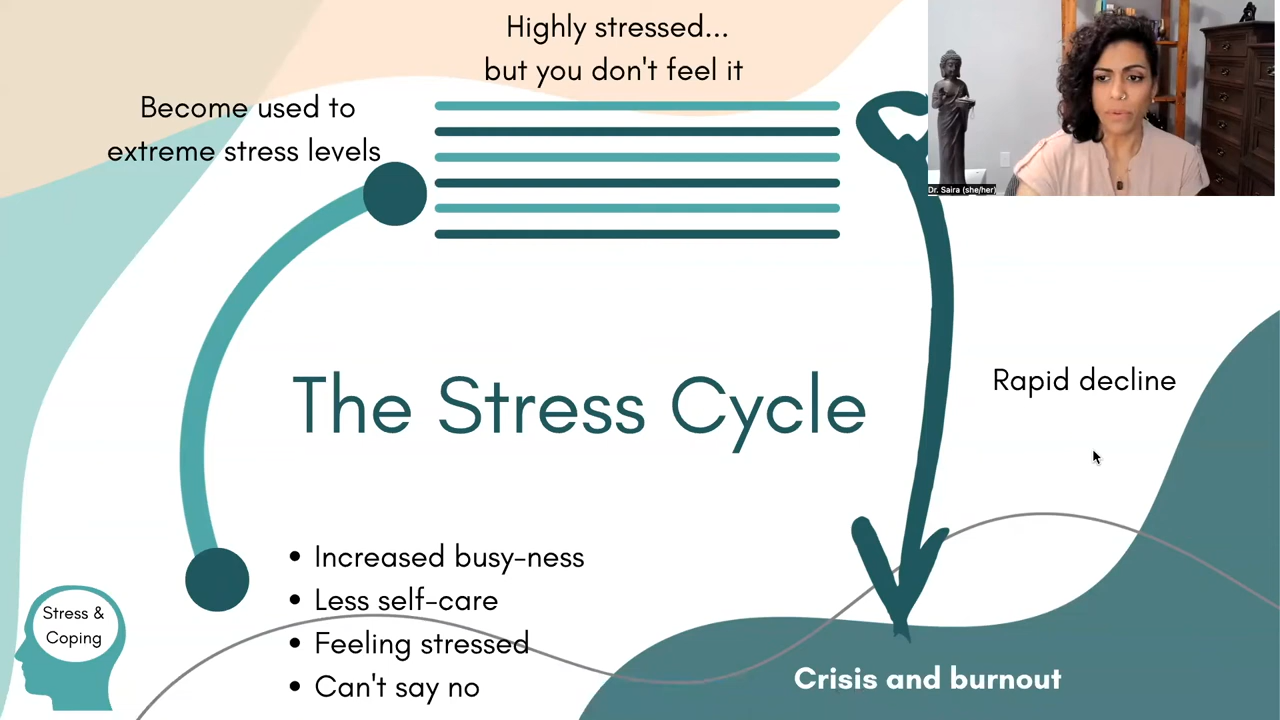 Highly stressed...
but you don't feel it
Become used to
extreme stress levels
Dr. Saira (she/her)
The Stress Cycle
Rapid decline
• Increased busy-ness
• Less self-care
• Feeling stressed
• Can't say no
Stress &
Coping
Crisis and burnout